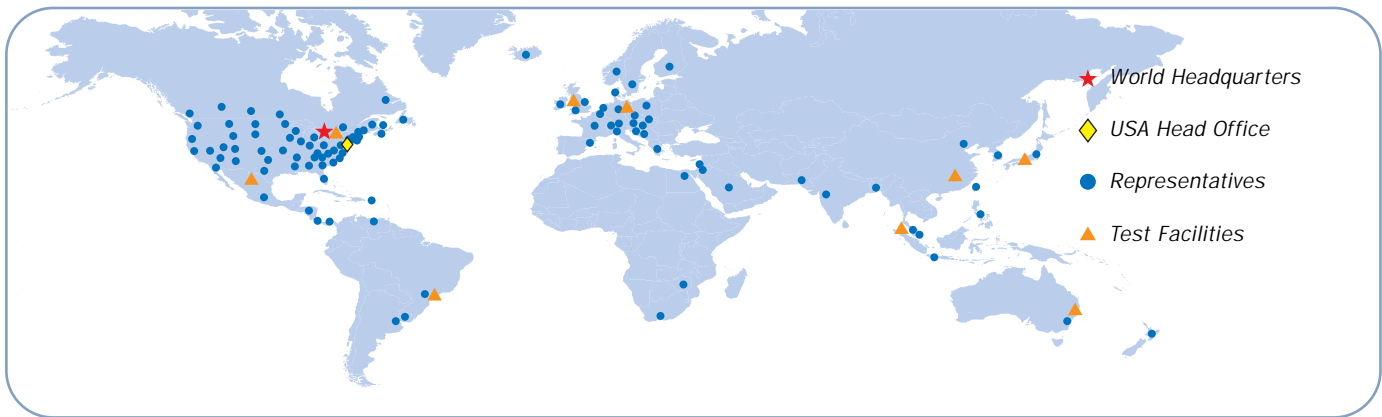 World Headquarters
USA Head Office
Representatives
Test Facilities